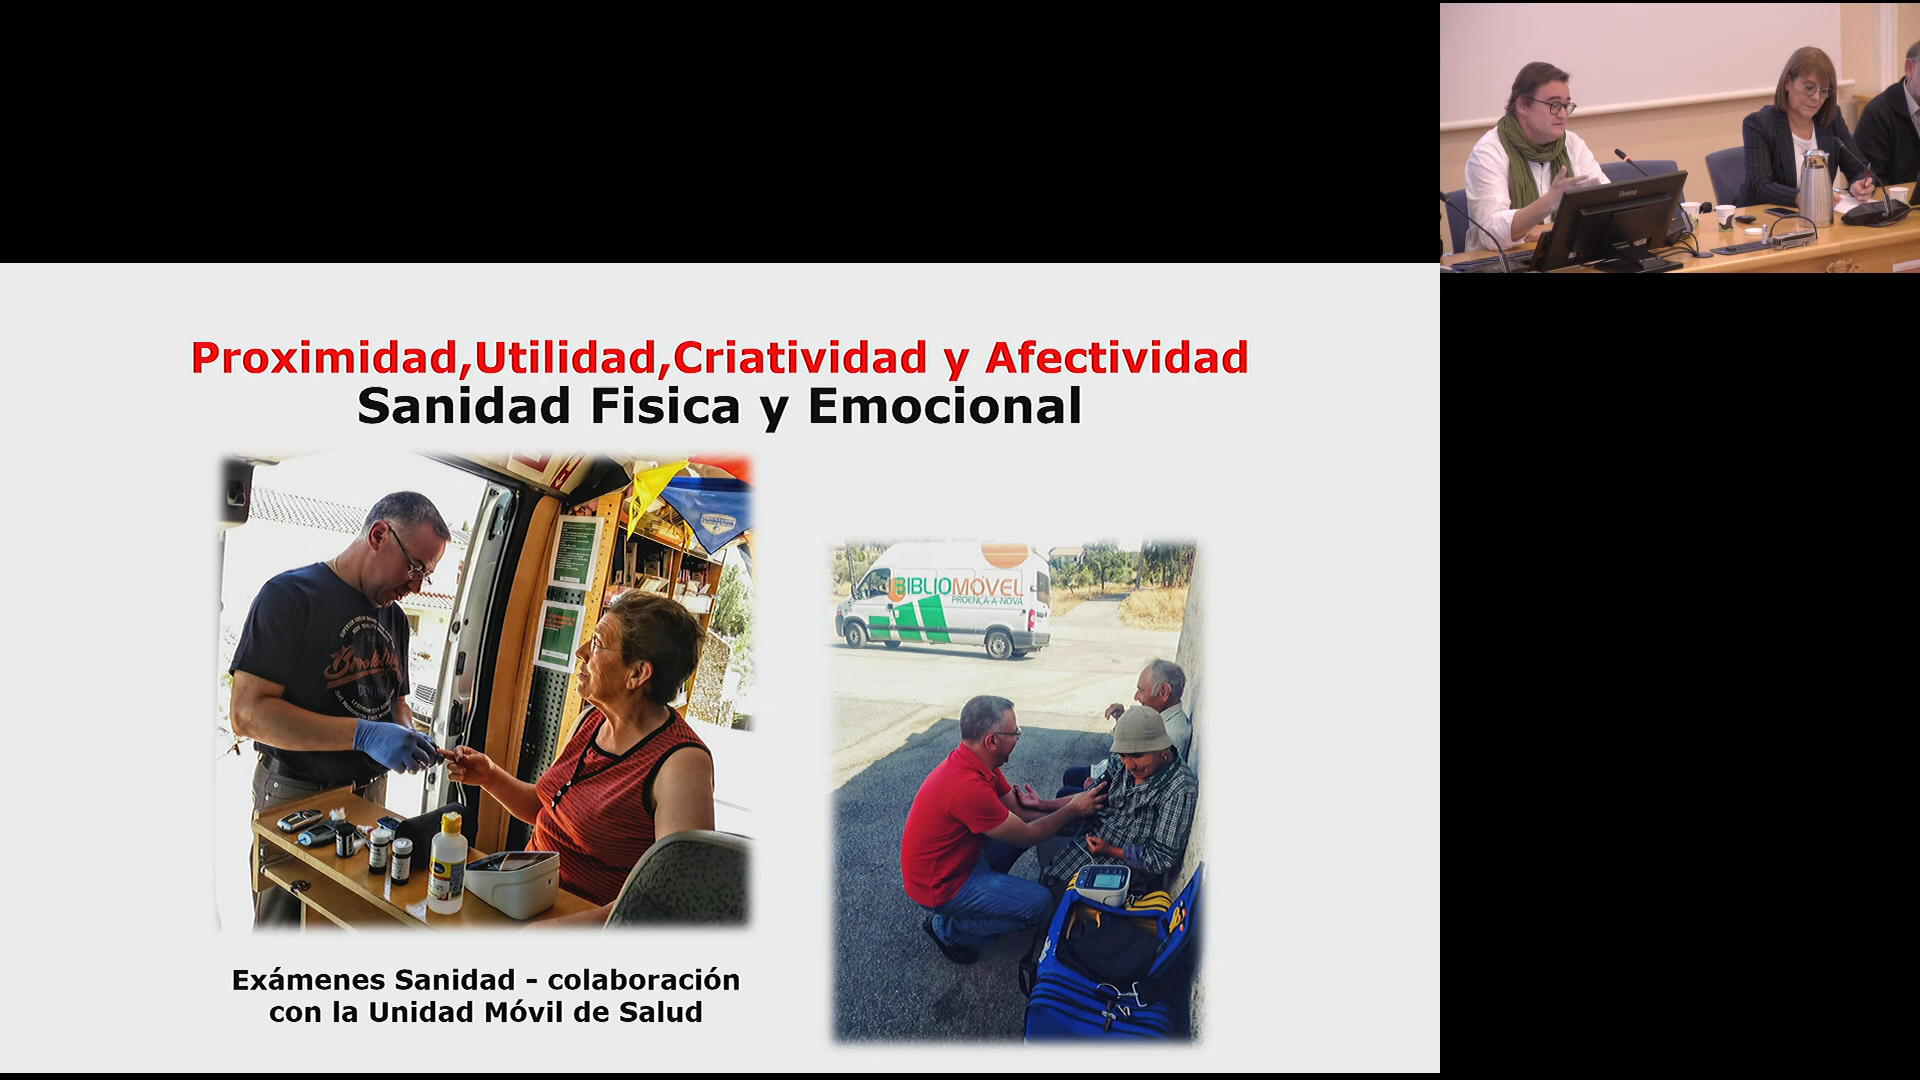 Proximidad,Utilidad,Criatividad y Afectividad
Sanidad Fisica y Emocional
BIBLIOMÓVEL
PROENÇA-A-NOVA
Exámenes Sanidad - colaboración
con la Unidad Móvil de Salud